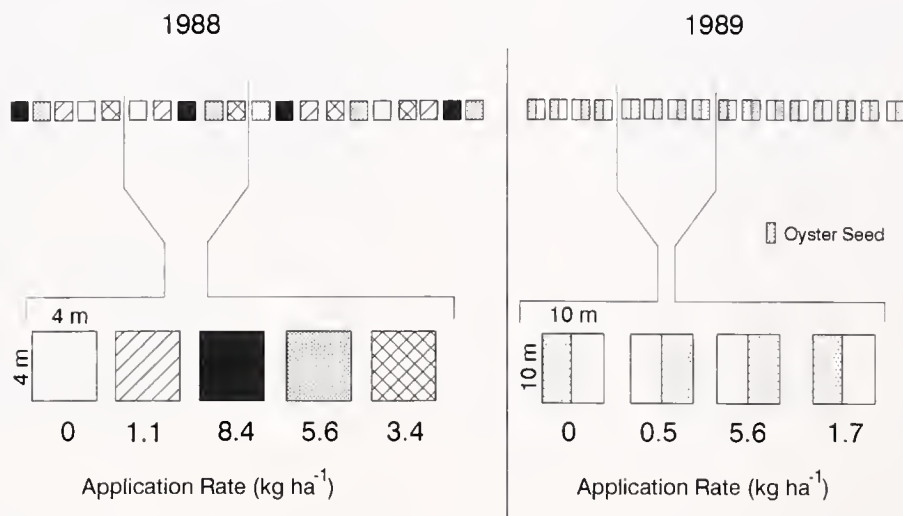 1988
4 m
4 m
0 1.1 8.4 5.6 3.4
Application Rate (kg ha⁻¹)
1989
Oyster Seed
10 m
10 m
0 0.5 5.6 1.7
Application Rate (kg ha⁻¹)